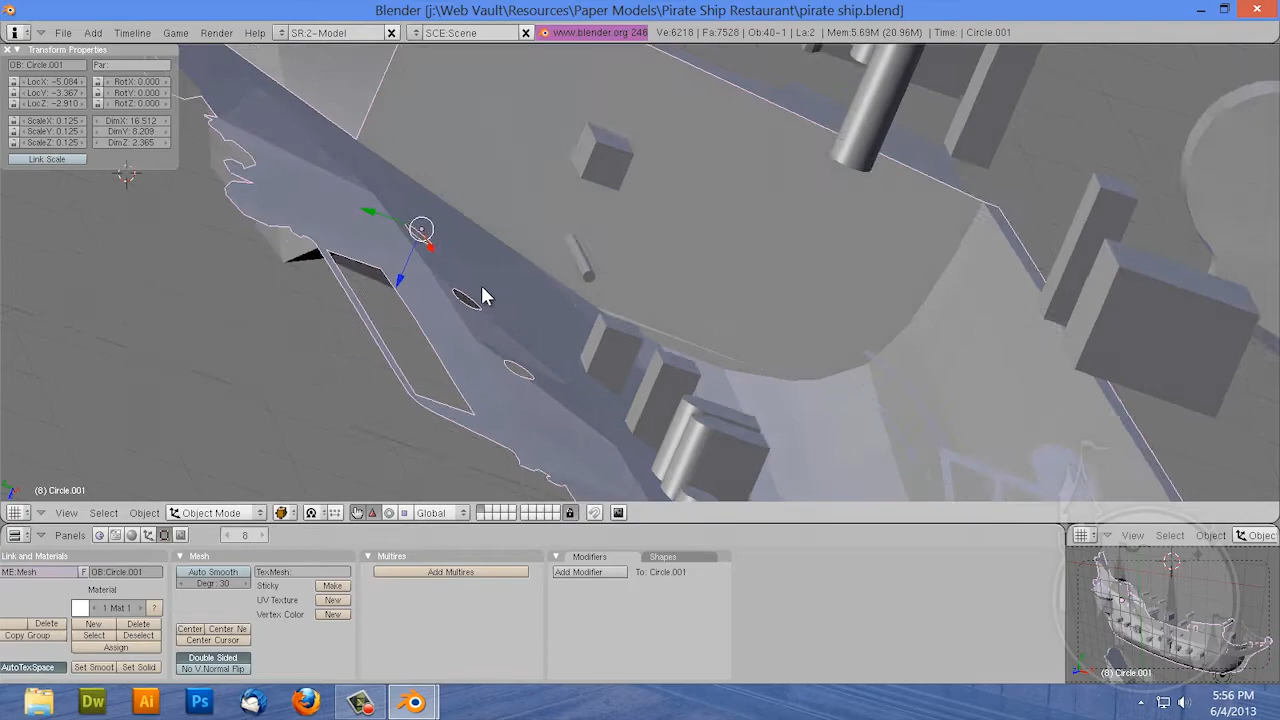 Blender [j:\Web Vault\Resources\Paper Models\Pirate Ship Restaurant\pirate ship.blend]
File Add Timeline Game Render Help SR:2-Model SCE:Scene www.blender.org 246 Ve:6218 | Fa:7528 | Ob:40-1 | La:2 | Mem:5.69M (20.96M) | Time: | Circle.001
Transform Properties
OB: Circle.001 Par:
LocX: -5.084 RotX: 0.000
LocY: -3.367 RotY: 0.000
LocZ: -2.910 RotZ: 0.000
ScaleX: 0.125 DimX: 16.512
ScaleY: 0.125 DimY: 8.209
ScaleZ: 0.125 DimZ: 2.365
Link Scale
(8) Circle.001
View Select Object Object Mode Global
View Select Object Objec
Panels 8
Link and Materials Mesh Multires Modifiers Shapes
ME:Mesh F OB:Circle.001 Auto Smooth TexMesh: Add Multires Add Modifier To: Circle.001
Degr: 30 Sticky Make
Material UV Texture New
1 Mat 1 ? Vertex Color New
Delete New Delete Center Center Ne
Copy Group Select Deselect Center Cursor
Assign
Double Sided
AutoTexSpace Set Smoot Set Solid No V.Normal Flip
(8) Circle.001
Dw Ai Ps
5:56 PM
6/4/2013